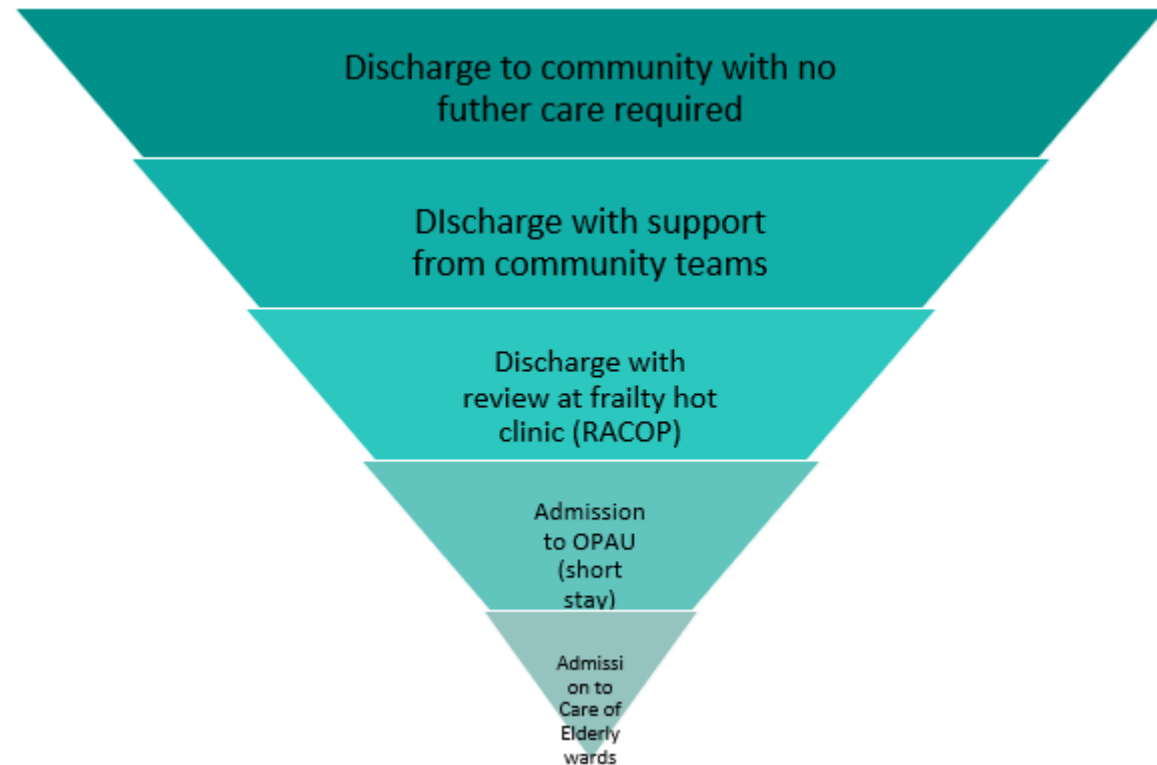 Discharge to community with no
futher care required
DIscharge with support
from community teams
Discharge with
review at frailty hot
clinic (RACOP)
Admission
to OPAU
(short
stay)
Admissi
on to
Care of
Elderly
wards